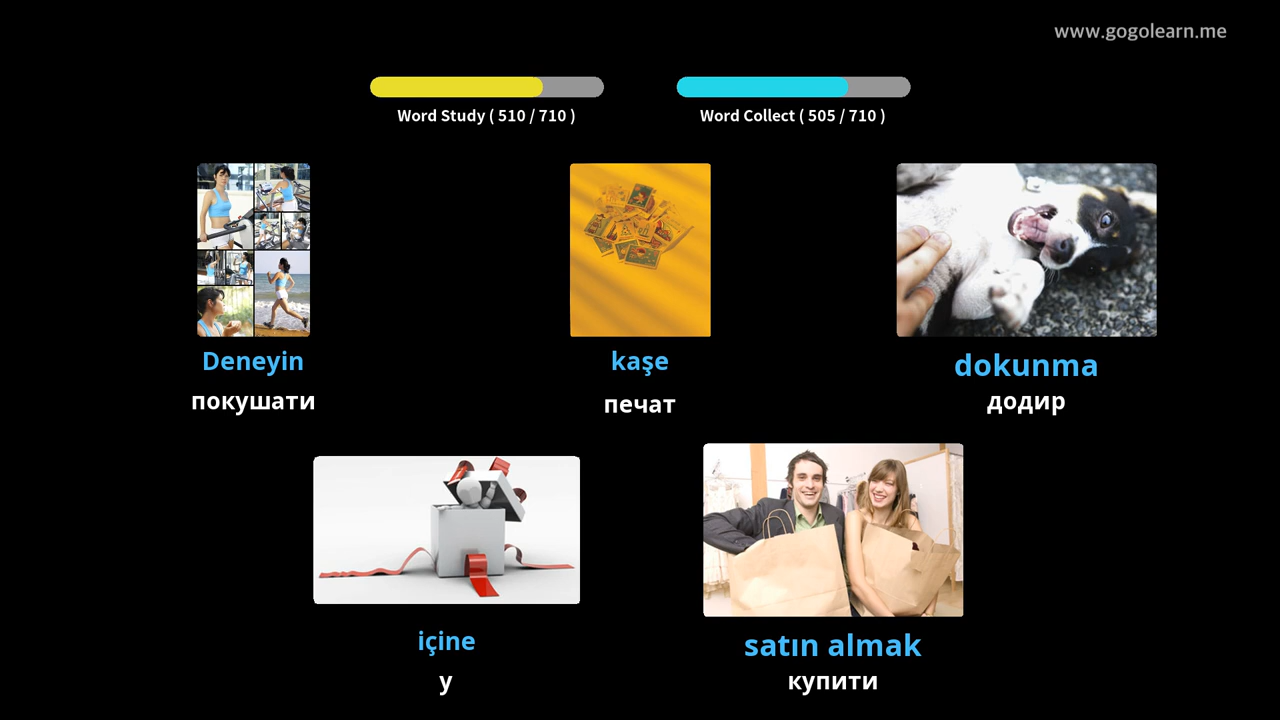 www.gogolearn.me
Word Study ( 510 / 710 )
Word Collect ( 505 / 710 )
Deneyin
покушати
kaşe
печат
dokunma
додир
içine
у
satın almak
купити